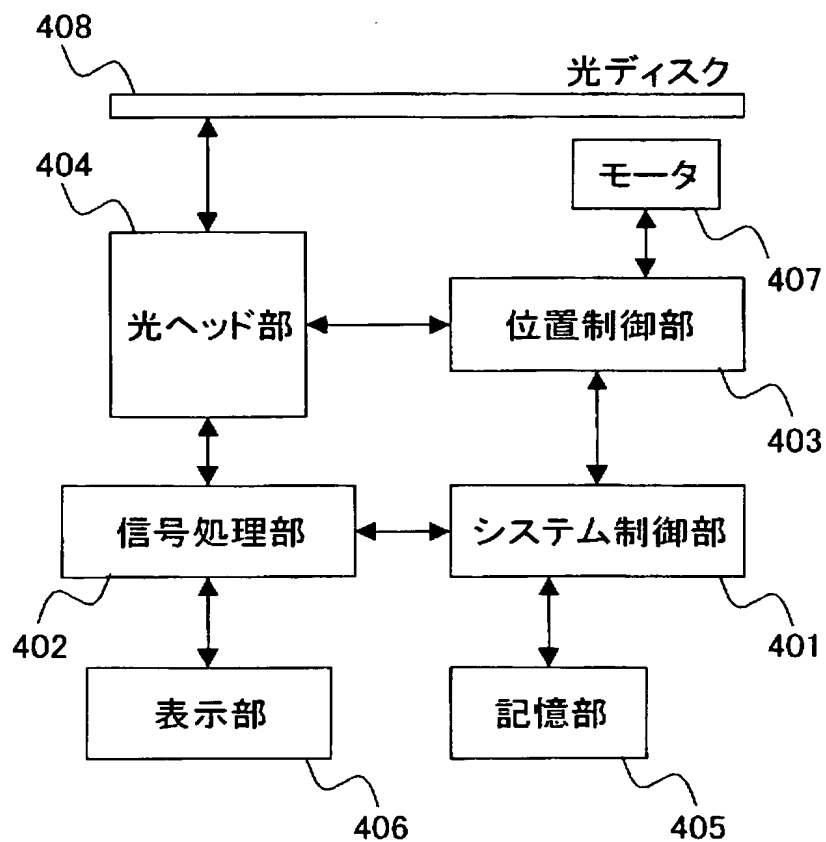 408
光ディスク
404
モータ
407
光ヘッド部
位置制御部
403
信号処理部
システム制御部
402
401
表示部
記憶部
406
405